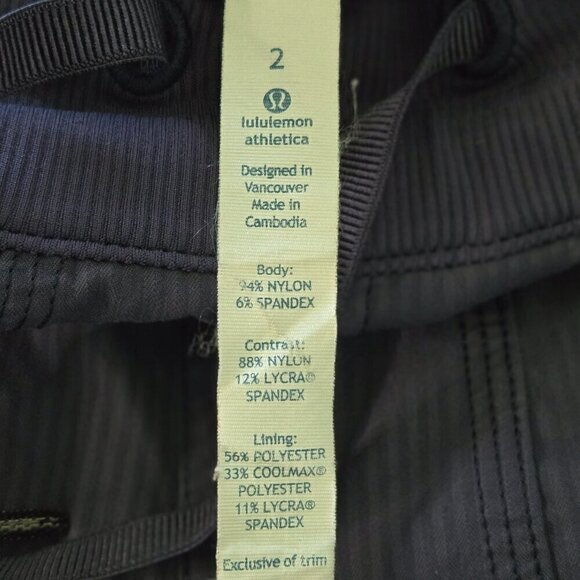 2
lululemon
athletica
Designed in
Vancouver
Made in
Cambodia
Body:
94% NYLON
6% SPANDEX
Contrast:
88% NYLON
12% LYCRA®
SPANDEX
Lining:
56% POLYESTER
33% COOLMAX®
POLYESTER
11% LYCRA®
SPANDEX
Exclusive of trim